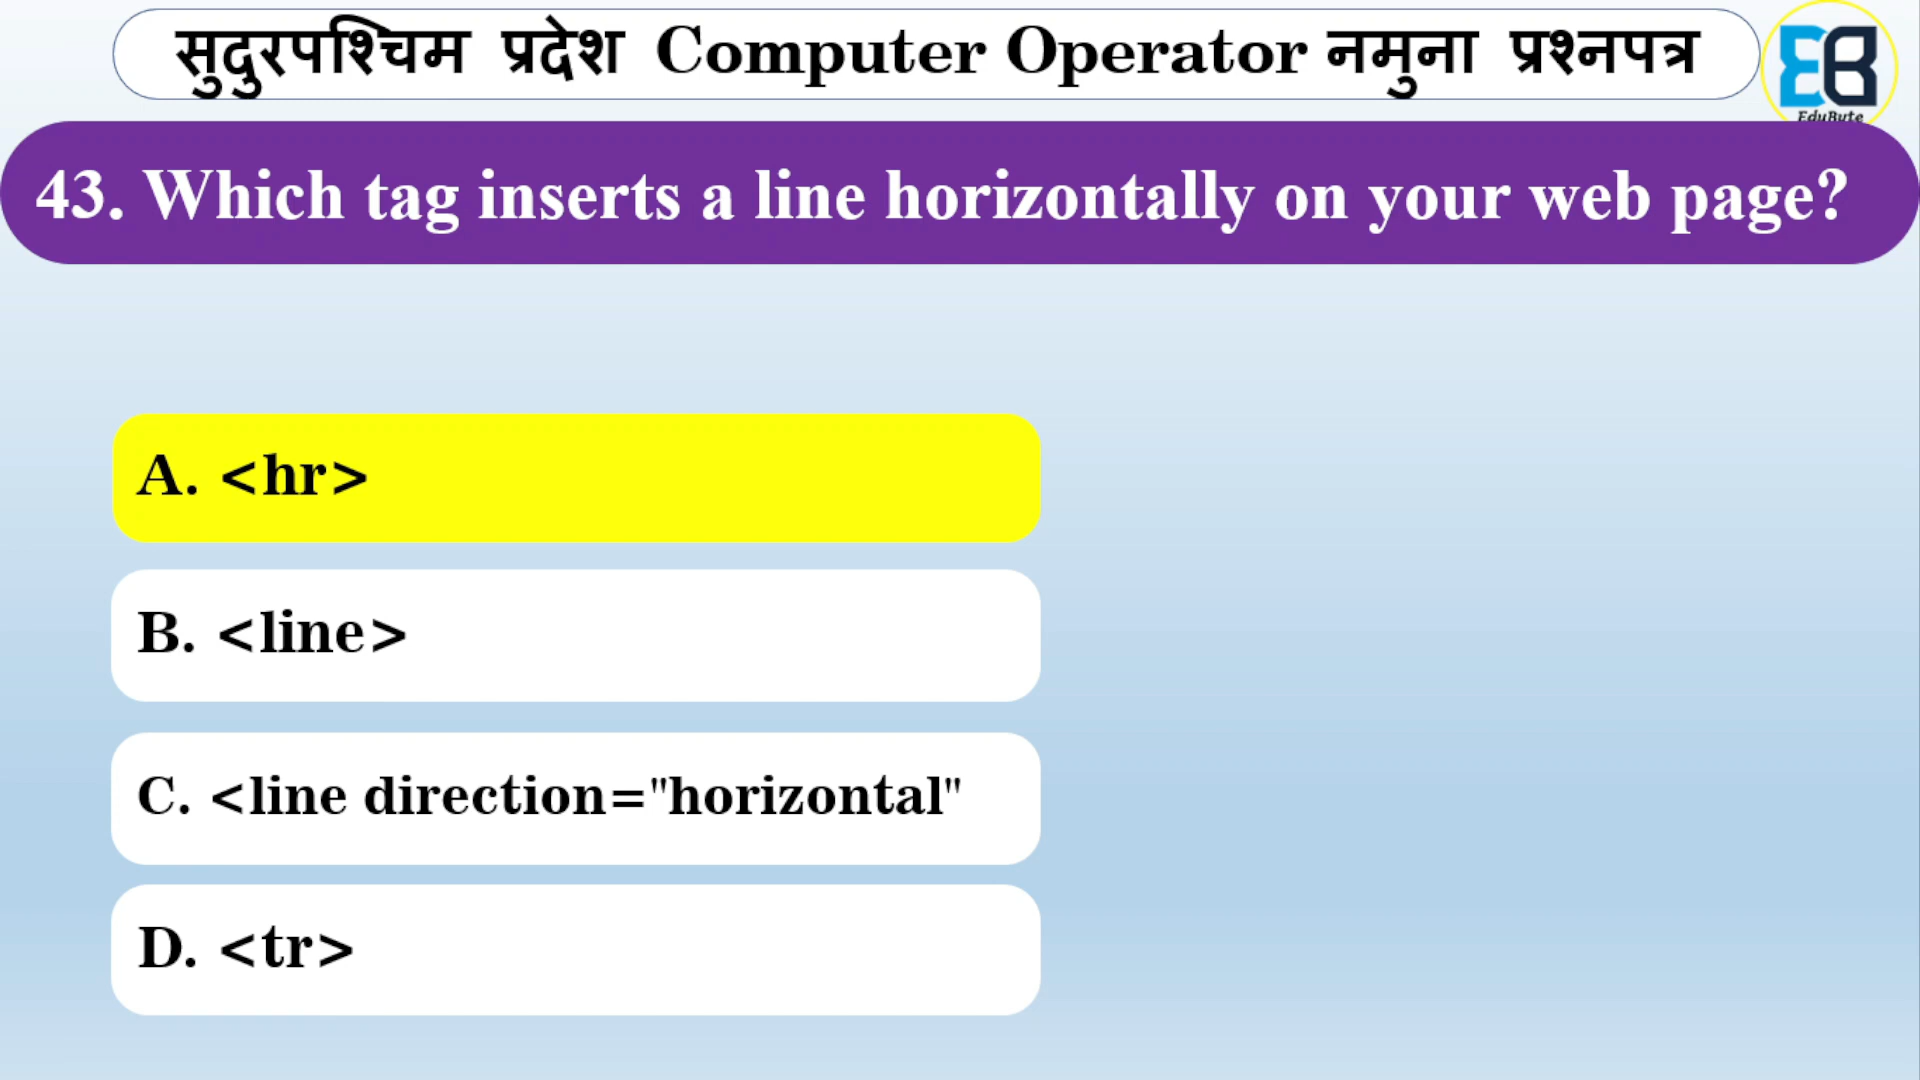 सुदुरपश्चिम प्रदेश Computer Operator नमुना प्रश्नपत्र
EduByte
43. Which tag inserts a line horizontally on your web page?
A. <hr>
B. <line>
C. <line direction="horizontal"
D. <tr>